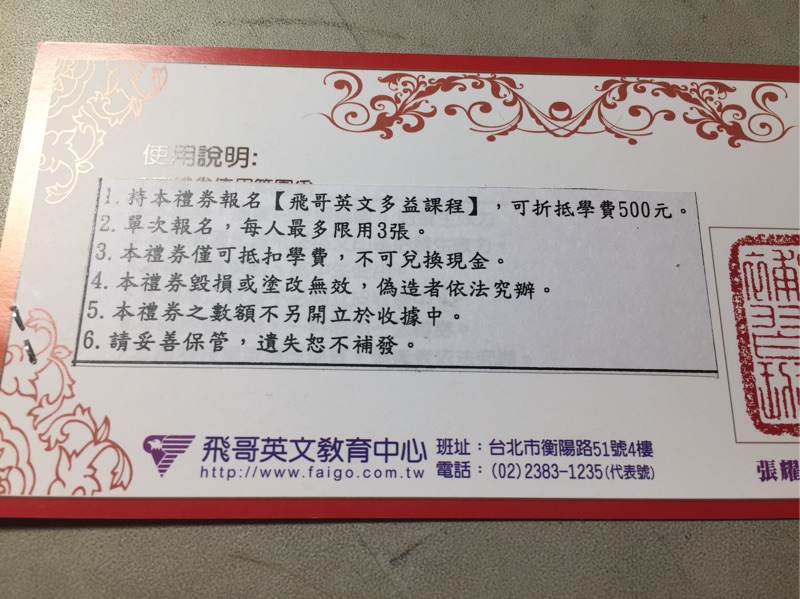 使用說明:
1. 持本禮券報名【飛哥英文多益課程】，可折抵學費500元。
2. 單次報名，每人最多限用3張。
3. 本禮券僅可抵扣學費，不可兌換現金。
4. 本禮券毀損或塗改無效，偽造者依法究辦。
5. 本禮券之數額不另開立於收據中。
6. 請妥善保管，遺失恕不補發。
飛哥英文教育中心
http://www.faigo.com.tw
班址：台北市衡陽路51號4樓
電話：(02)2383-1235(代表號)
張耀